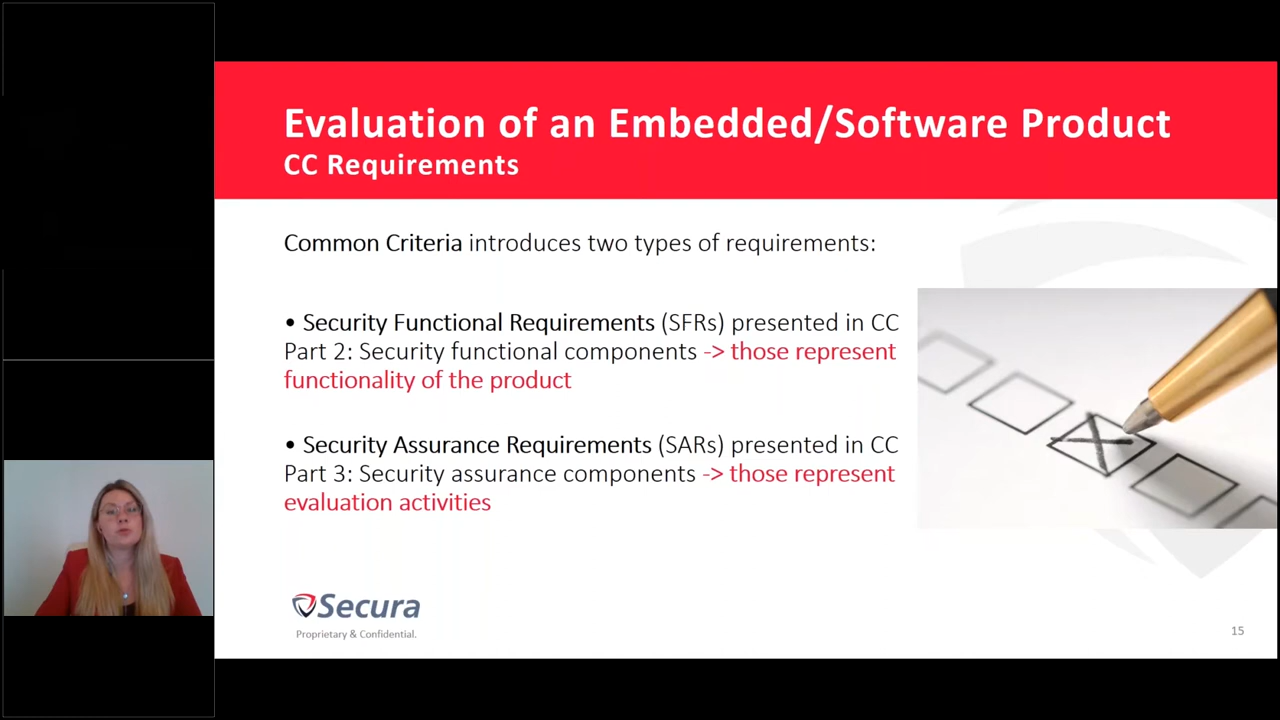 Evaluation of an Embedded/Software Product
CC Requirements
Common Criteria introduces two types of requirements:
• Security Functional Requirements (SFRs) presented in CC
Part 2: Security functional components -> those represent
functionality of the product
• Security Assurance Requirements (SARs) presented in CC
Part 3: Security assurance components -> those represent
evaluation activities
Secura
Proprietary & Confidential.
15